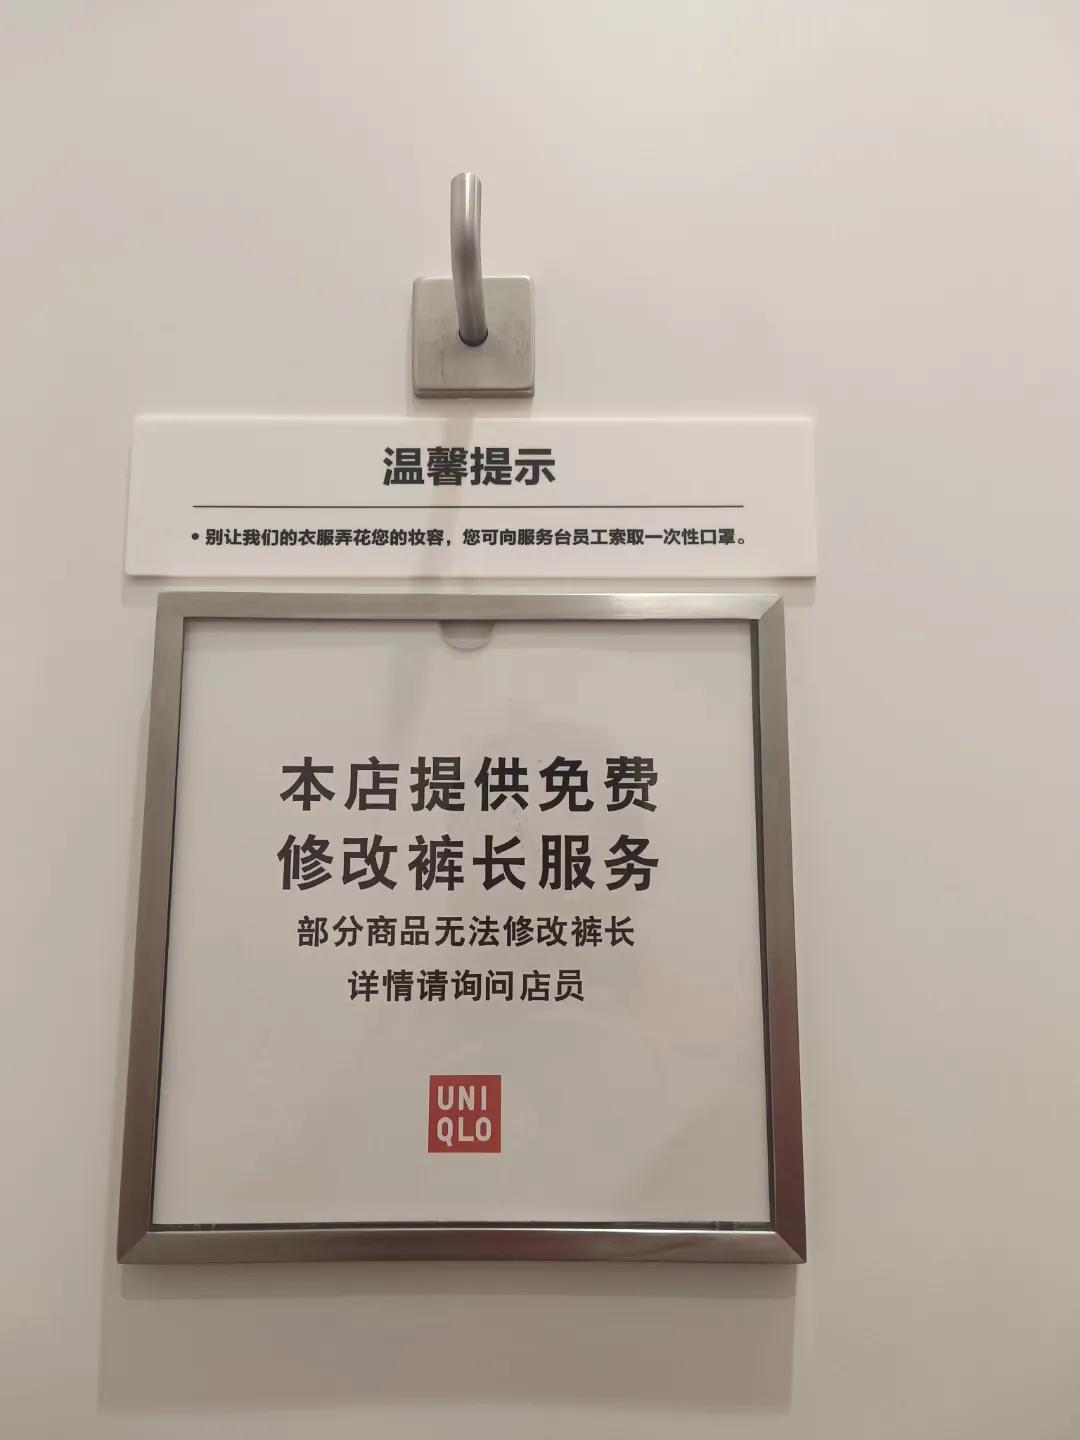 温馨提示
• 别让我们的衣服弄花您的妆容，您可向服务台员工索取一次性口罩。
本店提供免费
修改裤长服务
部分商品无法修改裤长
详情请询问店员
UNI
QLO